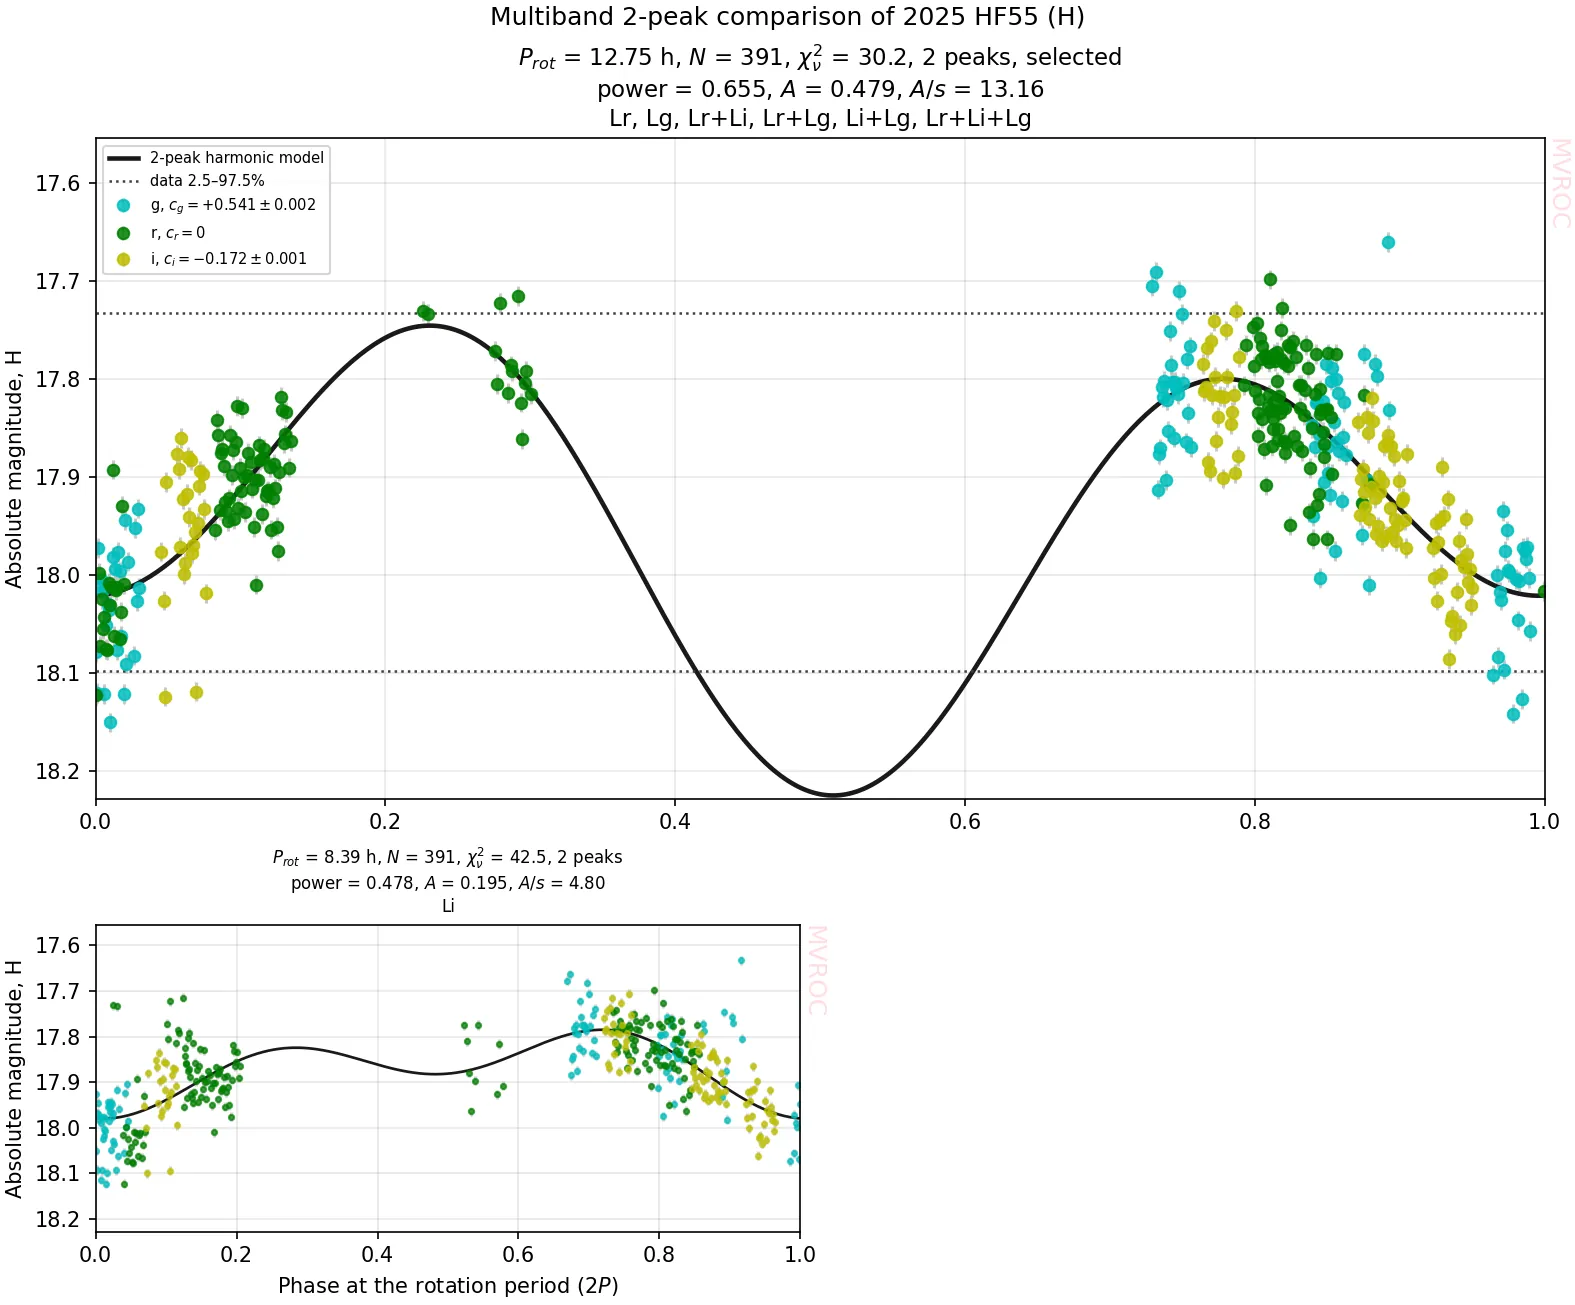 Multiband 2-peak comparison of 2025 HF55 (H)
P_rot = 12.75 h, N = 391, χ²_ν = 30.2, 2 peaks, selected
power = 0.655, A = 0.479, A/s = 13.16
Lr, Lg, Lr+Li, Lr+Lg, Li+Lg, Lr+Li+Lg
2-peak harmonic model
data 2.5–97.5%
g, c_g = +0.541 ± 0.002
r, c_r = 0
i, c_i = −0.172 ± 0.001
MVROC
Absolute magnitude, H
17.6
17.7
17.8
17.9
18.0
18.1
18.2
0.0 0.2 0.4 0.6 0.8 1.0
P_rot = 8.39 h, N = 391, χ²_ν = 42.5, 2 peaks
power = 0.478, A = 0.195, A/s = 4.80
Li
MVROC
Absolute magnitude, H
17.6
17.7
17.8
17.9
18.0
18.1
18.2
0.0 0.2 0.4 0.6 0.8 1.0
Phase at the rotation period (2P)